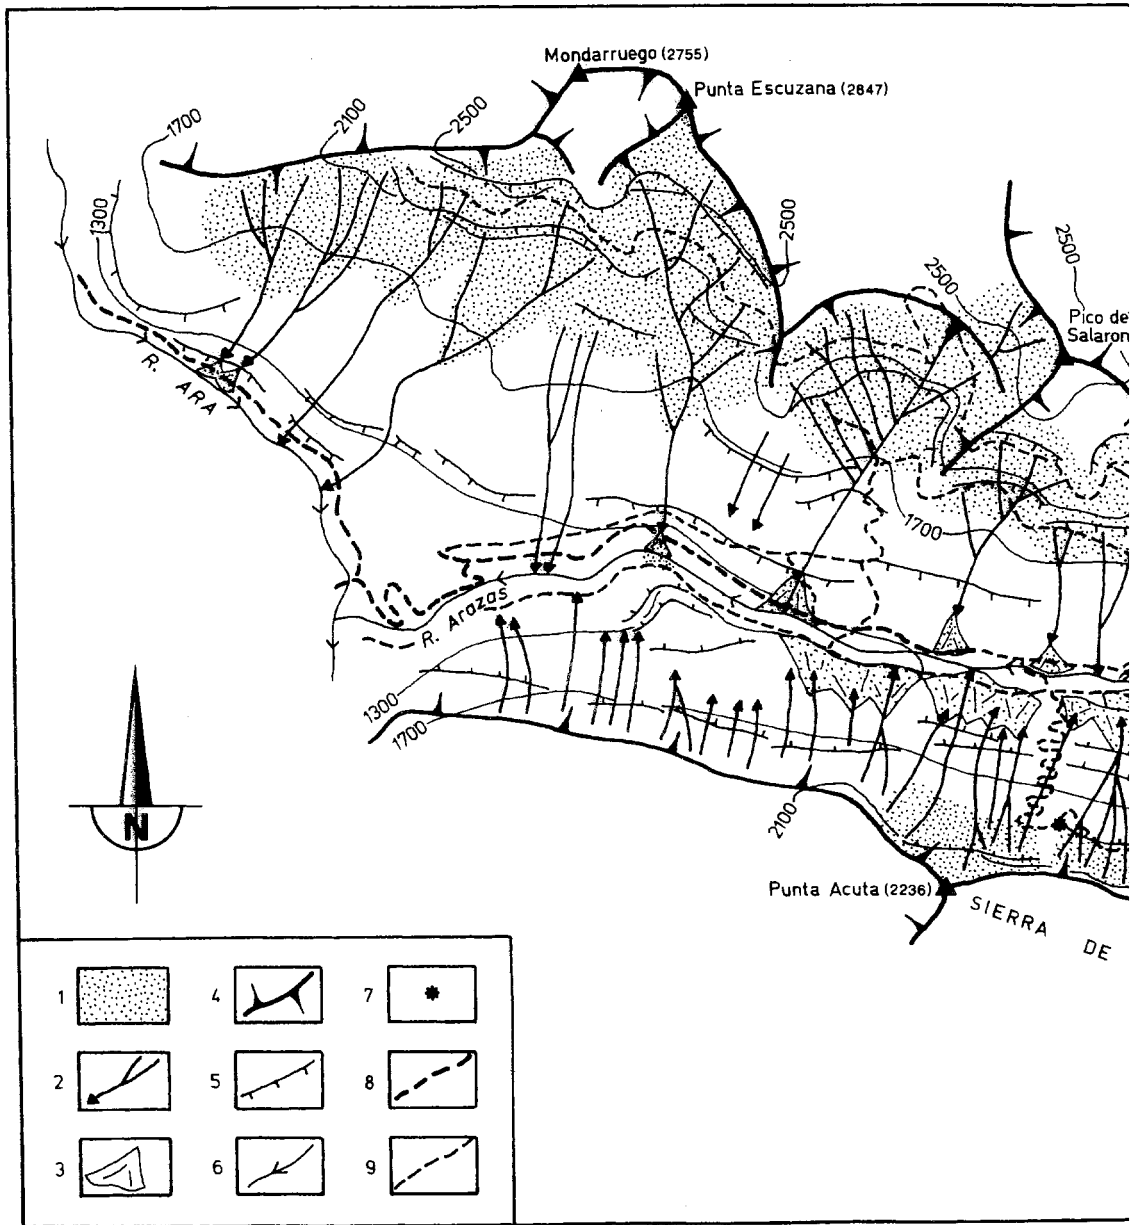 Mondarruego (2755)
Punta Escuzana (2847)
1700
2100
2500
1300
2500
2500
2500
Pico de
Salaron
R. ARA
1700
R. Arazas
1300
1700
2100
Punta Acuta (2236)
SIERRA DE
N
1
4
7
2
5
8
3
6
9